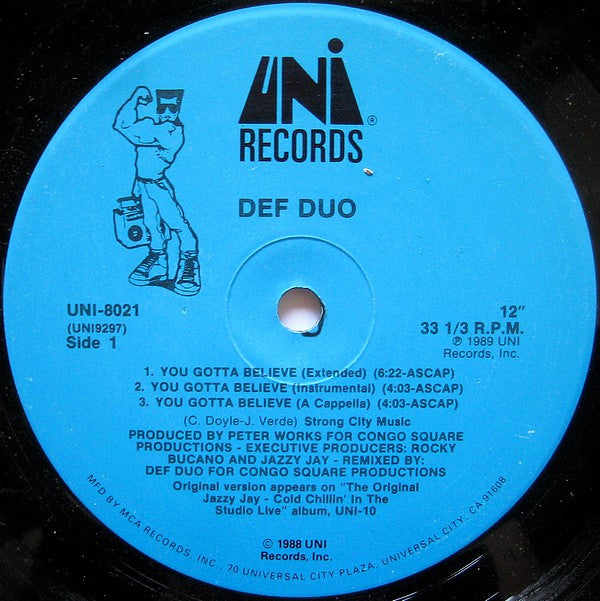 UNI
®
RECORDS
DEF DUO
UNI-8021
(UNI9297)
Side 1
12"
33 1/3 R.P.M.
℗ 1989 UNI
Records, Inc.
1. YOU GOTTA BELIEVE (Extended) (6:22-ASCAP)
2. YOU GOTTA BELIEVE (Instrumental) (4:03-ASCAP)
3. YOU GOTTA BELIEVE (A Cappella) (4:03-ASCAP)
(C. Doyle-J. Verde) Strong City Music
PRODUCED BY PETER WORKS FOR CONGO SQUARE
PRODUCTIONS - EXECUTIVE PRODUCERS: ROCKY
BUCANO AND JAZZY JAY - REMIXED BY:
DEF DUO FOR CONGO SQUARE PRODUCTIONS
Original version appears on "The Original
Jazzy Jay - Cold Chillin' In The
Studio Live" album, UNI-10
© 1988 UNI
Records, Inc.
MFD BY MCA RECORDS, INC., 70 UNIVERSAL CITY PLAZA, UNIVERSAL CITY, CA 91608